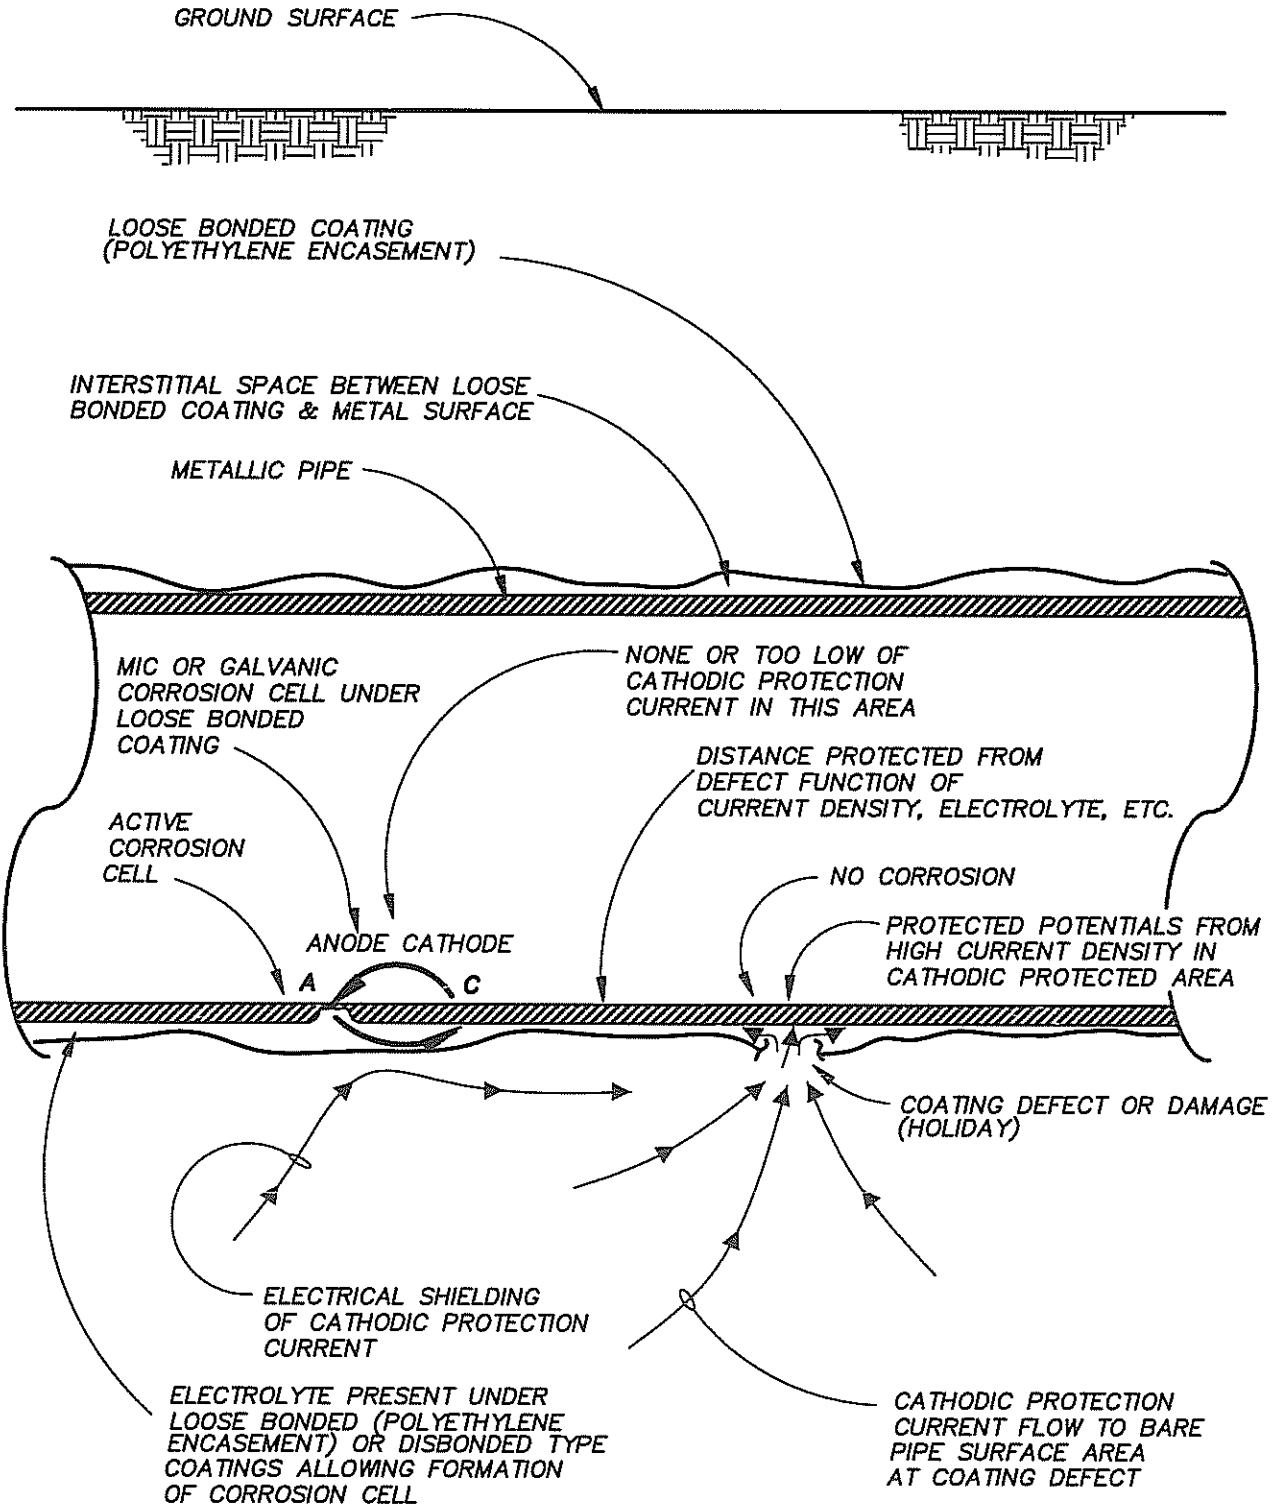 GROUND SURFACE
LOOSE BONDED COATING
(POLYETHYLENE ENCASEMENT)
INTERSTITIAL SPACE BETWEEN LOOSE
BONDED COATING & METAL SURFACE
METALLIC PIPE
MIC OR GALVANIC
CORROSION CELL UNDER
LOOSE BONDED
COATING
NONE OR TOO LOW OF
CATHODIC PROTECTION
CURRENT IN THIS AREA
DISTANCE PROTECTED FROM
DEFECT FUNCTION OF
CURRENT DENSITY, ELECTROLYTE, ETC.
ACTIVE
CORROSION
CELL
NO CORROSION
PROTECTED POTENTIALS FROM
HIGH CURRENT DENSITY IN
CATHODIC PROTECTED AREA
ANODE CATHODE
A C
COATING DEFECT OR DAMAGE
(HOLIDAY)
ELECTRICAL SHIELDING
OF CATHODIC PROTECTION
CURRENT
ELECTROLYTE PRESENT UNDER
LOOSE BONDED (POLYETHYLENE
ENCASEMENT) OR DISBONDED TYPE
COATINGS ALLOWING FORMATION
OF CORROSION CELL
CATHODIC PROTECTION
CURRENT FLOW TO BARE
PIPE SURFACE AREA
AT COATING DEFECT